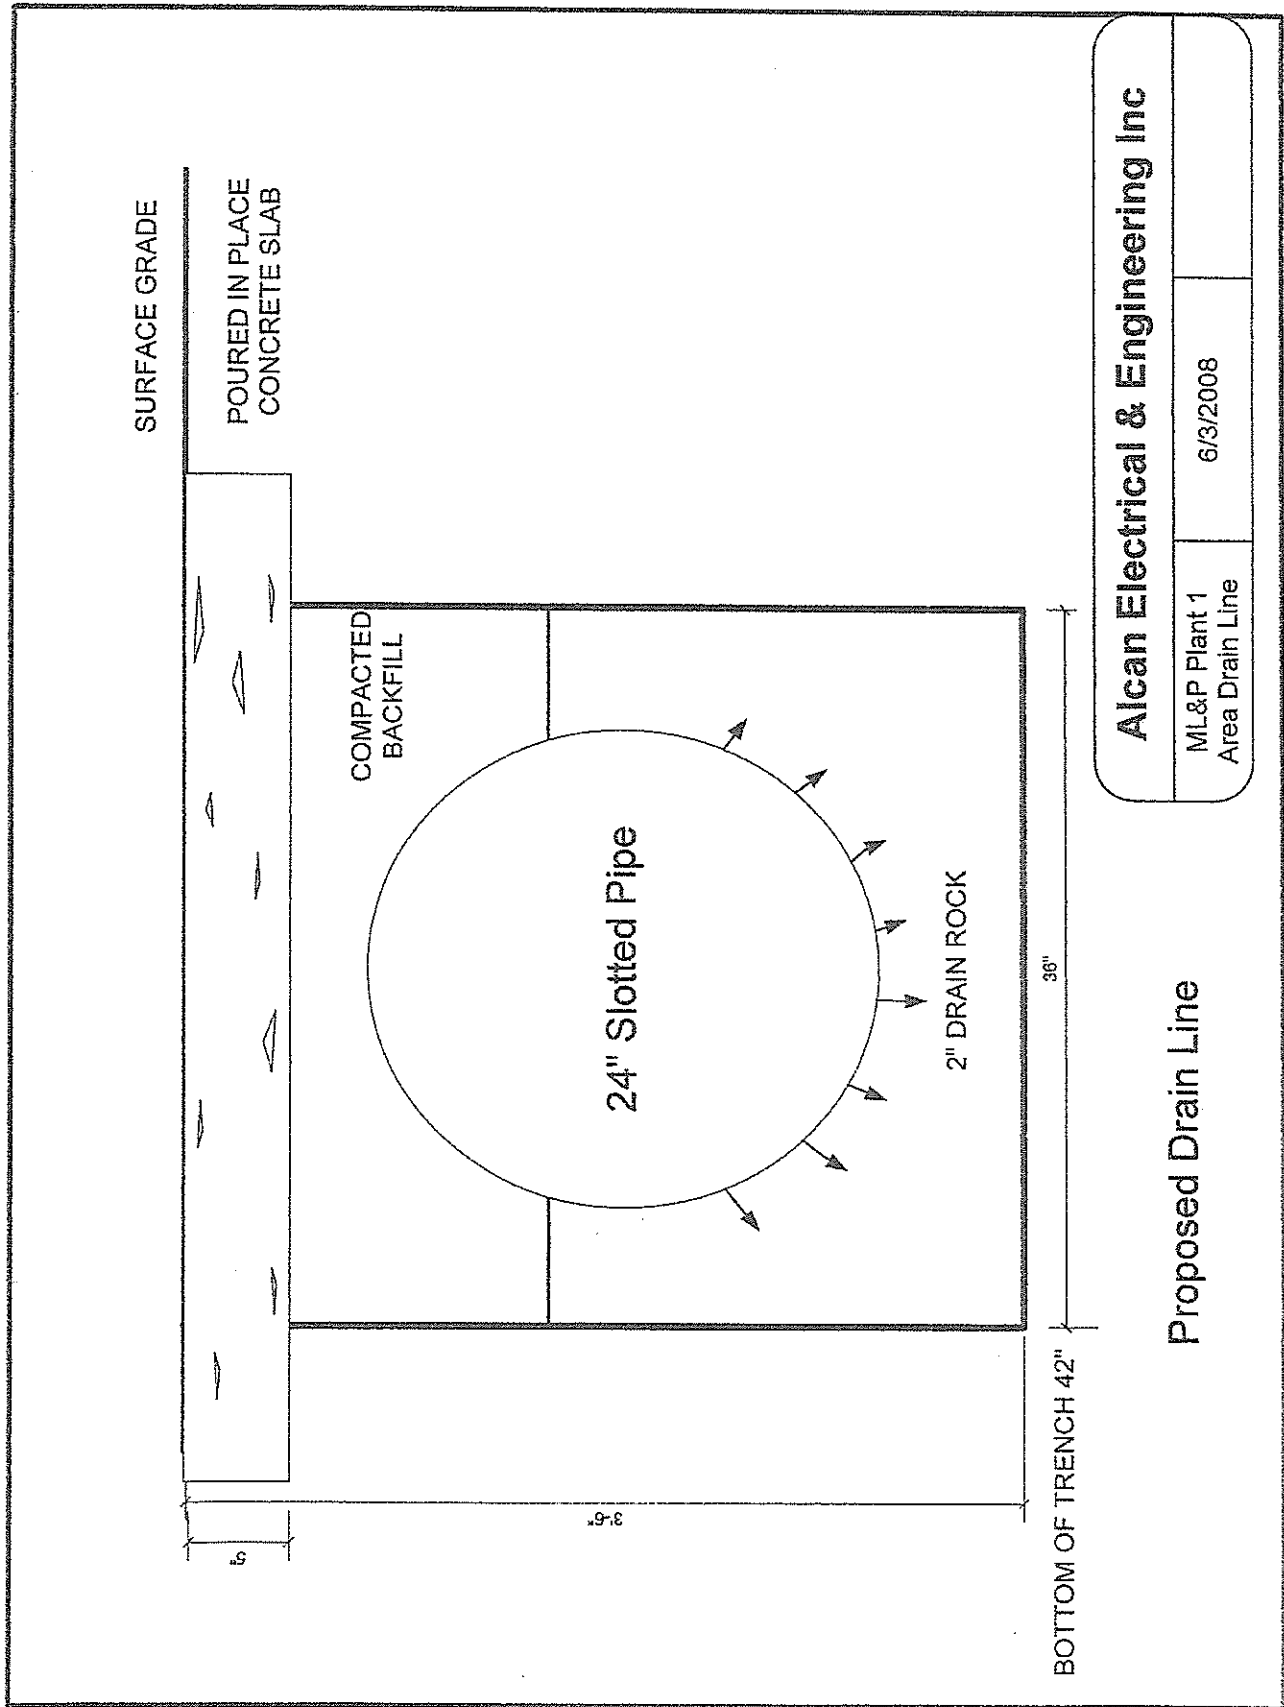 SURFACE GRADE
POURED IN PLACE
CONCRETE SLAB
5"
COMPACTED
BACKFILL
24" Slotted Pipe
3'-6"
2" DRAIN ROCK
36"
BOTTOM OF TRENCH 42"
Proposed Drain Line
Alcan Electrical & Engineering Inc
ML&P Plant 1
Area Drain Line
6/3/2008